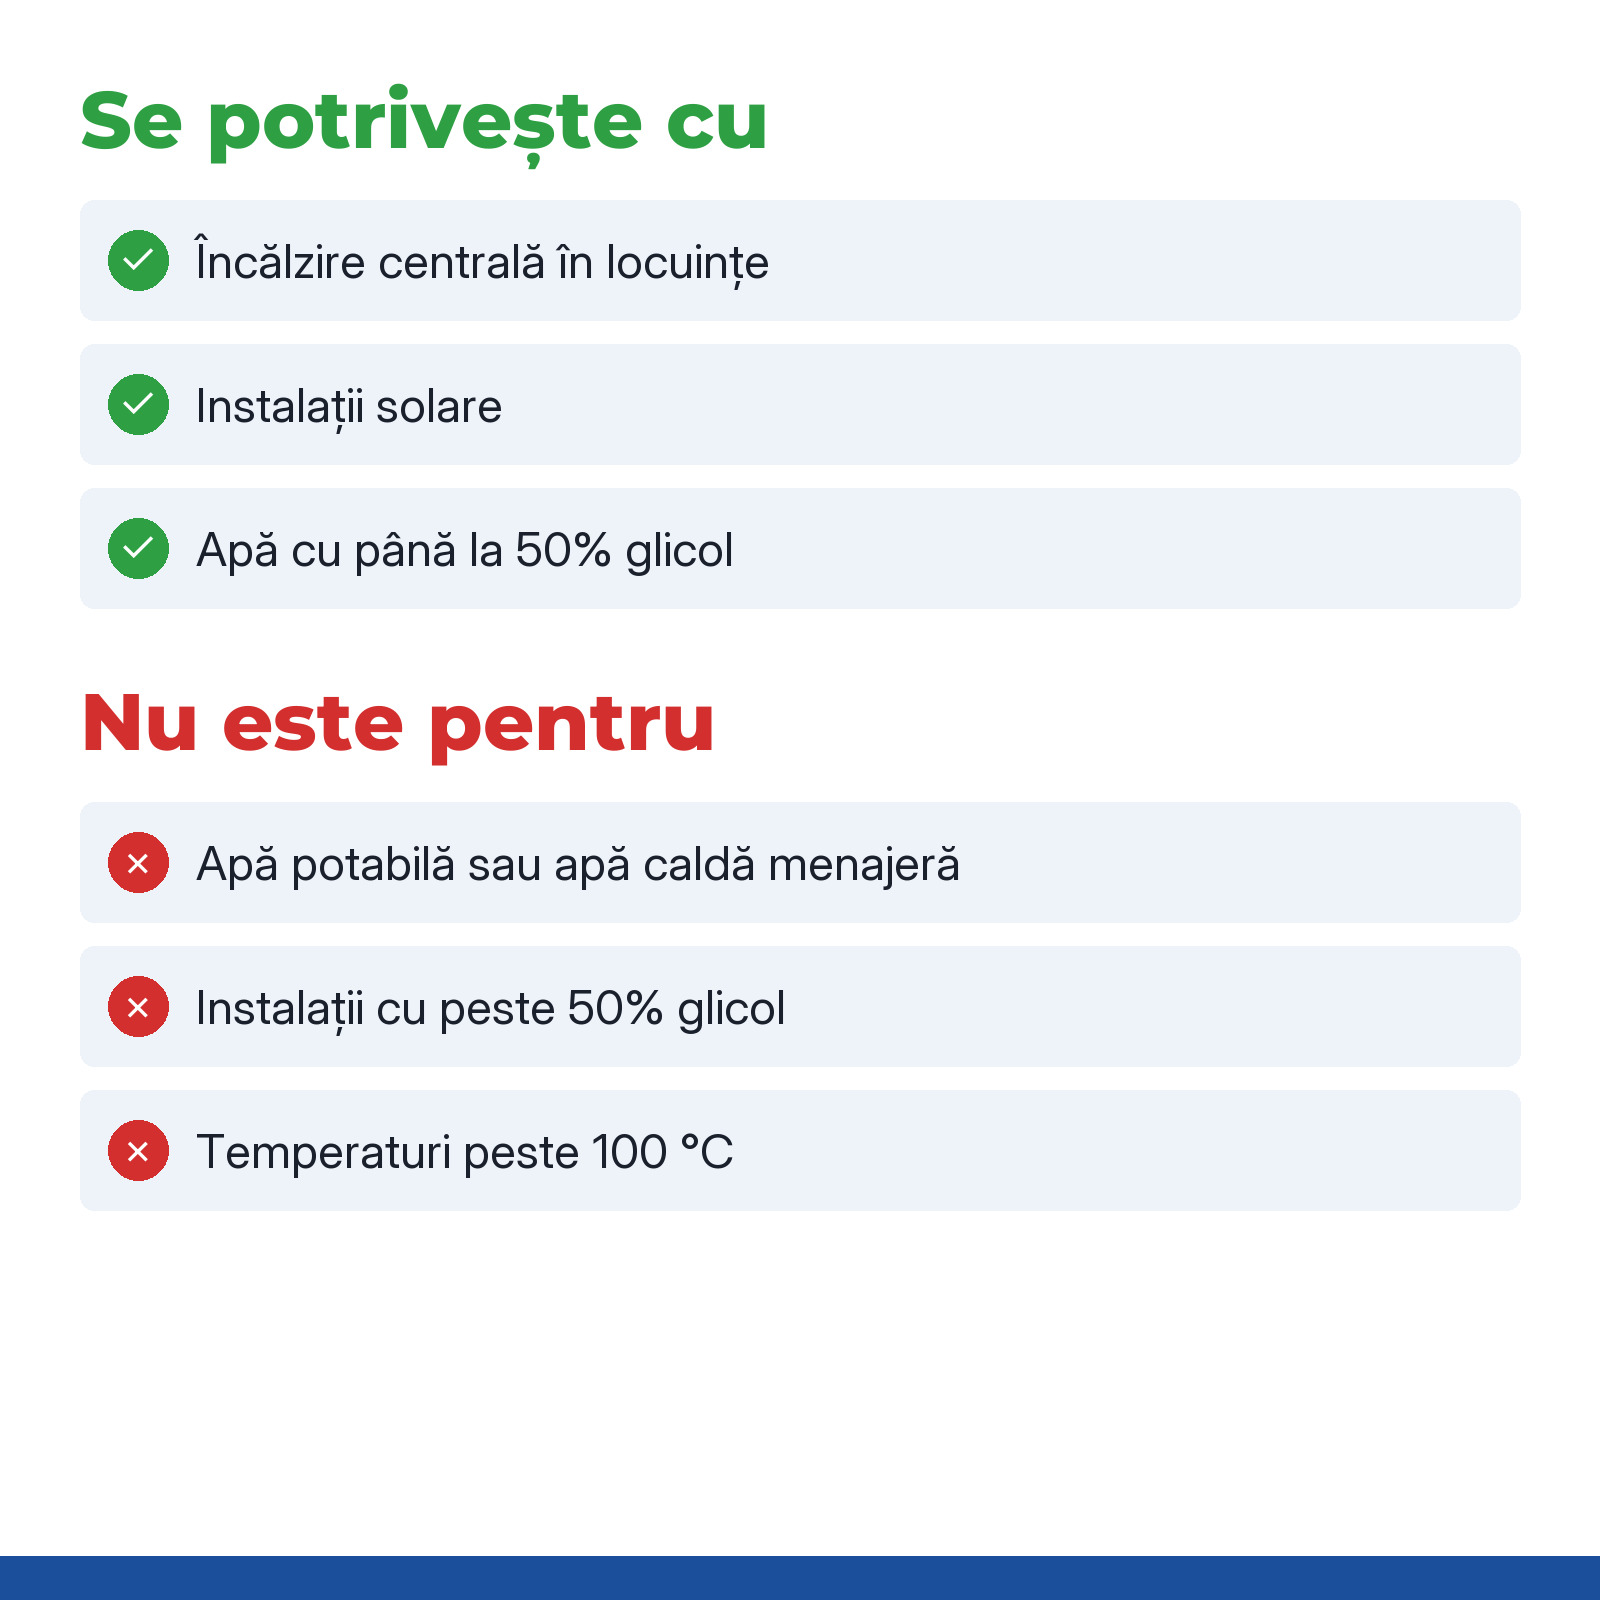 Se potrivește cu
Încălzire centrală în locuințe
Instalații solare
Apă cu până la 50% glicol
Nu este pentru
Apă potabilă sau apă caldă menajeră
Instalații cu peste 50% glicol
Temperaturi peste 100 °C